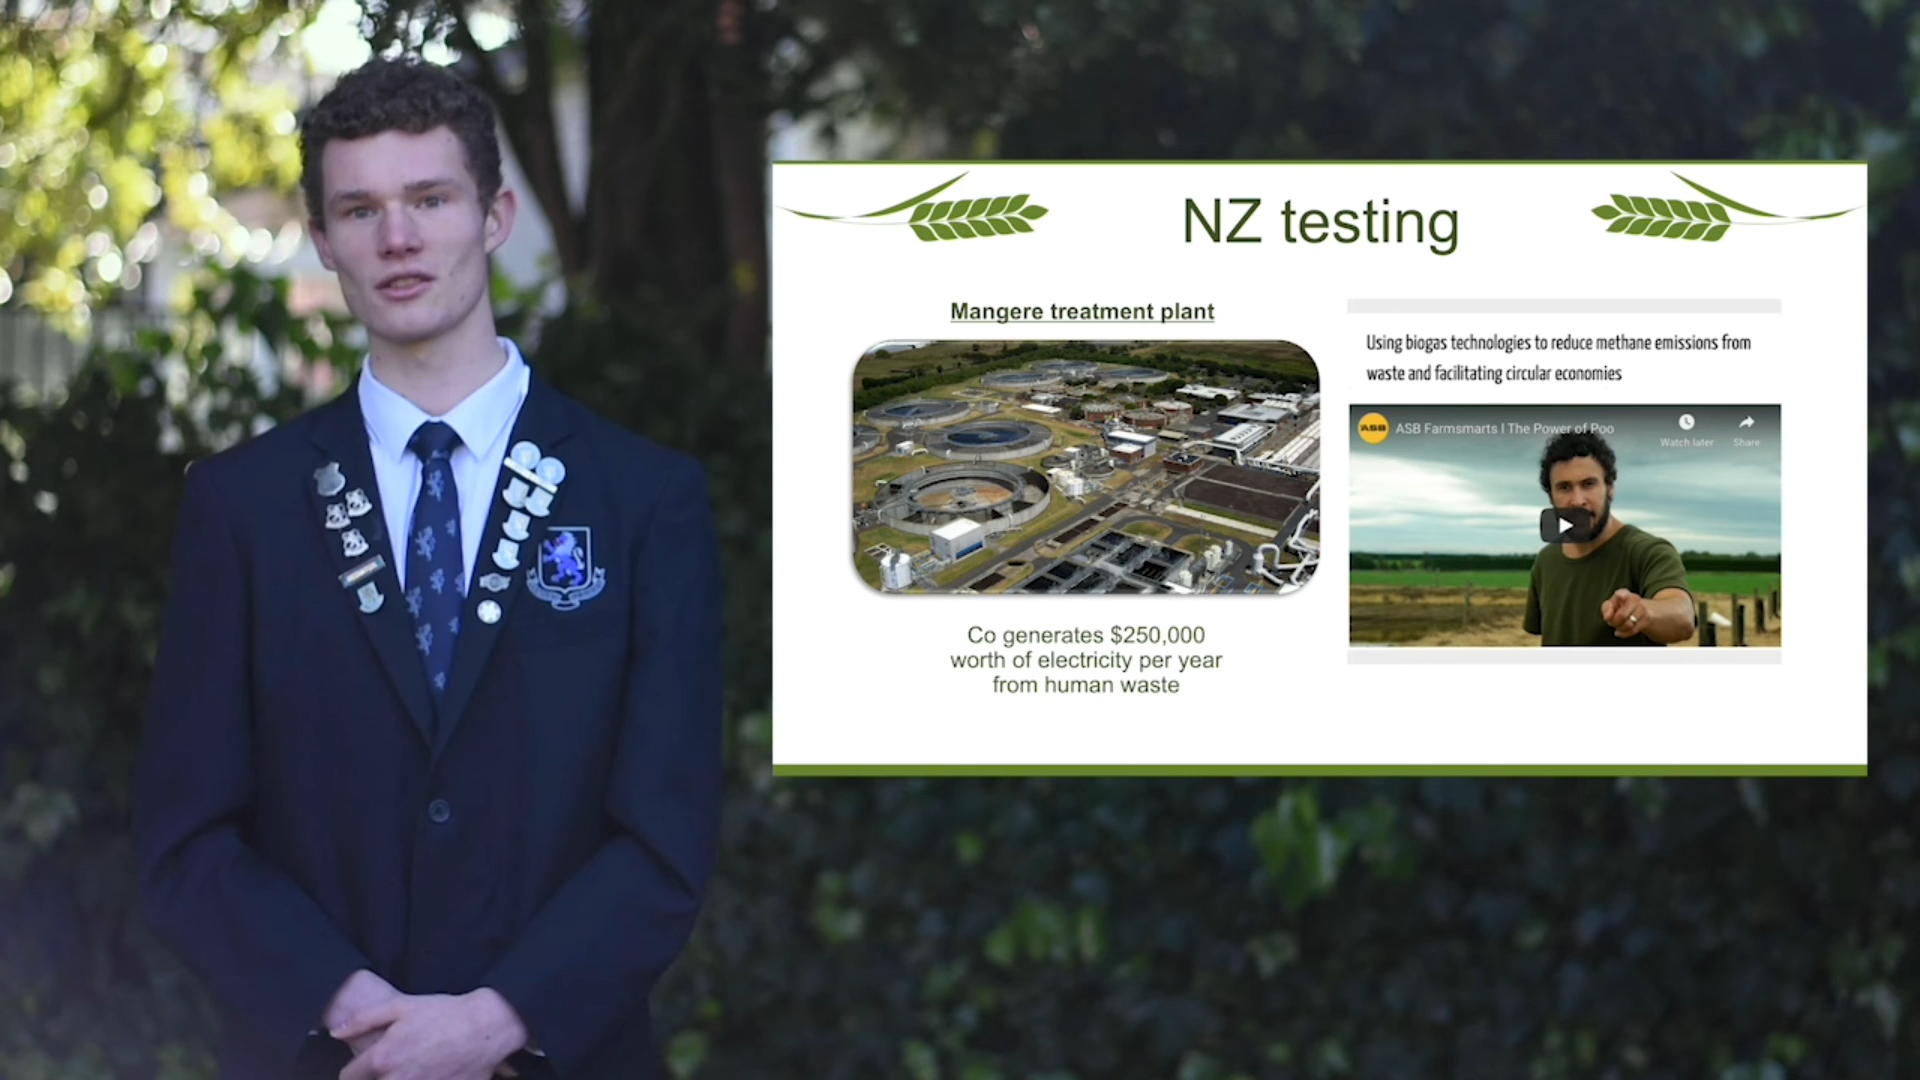 NZ testing
Mangere treatment plant
Co generates $250,000
worth of electricity per year
from human waste
Using biogas technologies to reduce methane emissions from
waste and facilitating circular economies
ASB
ASB Farmsmarts I The Power of Poo
Watch later
Share